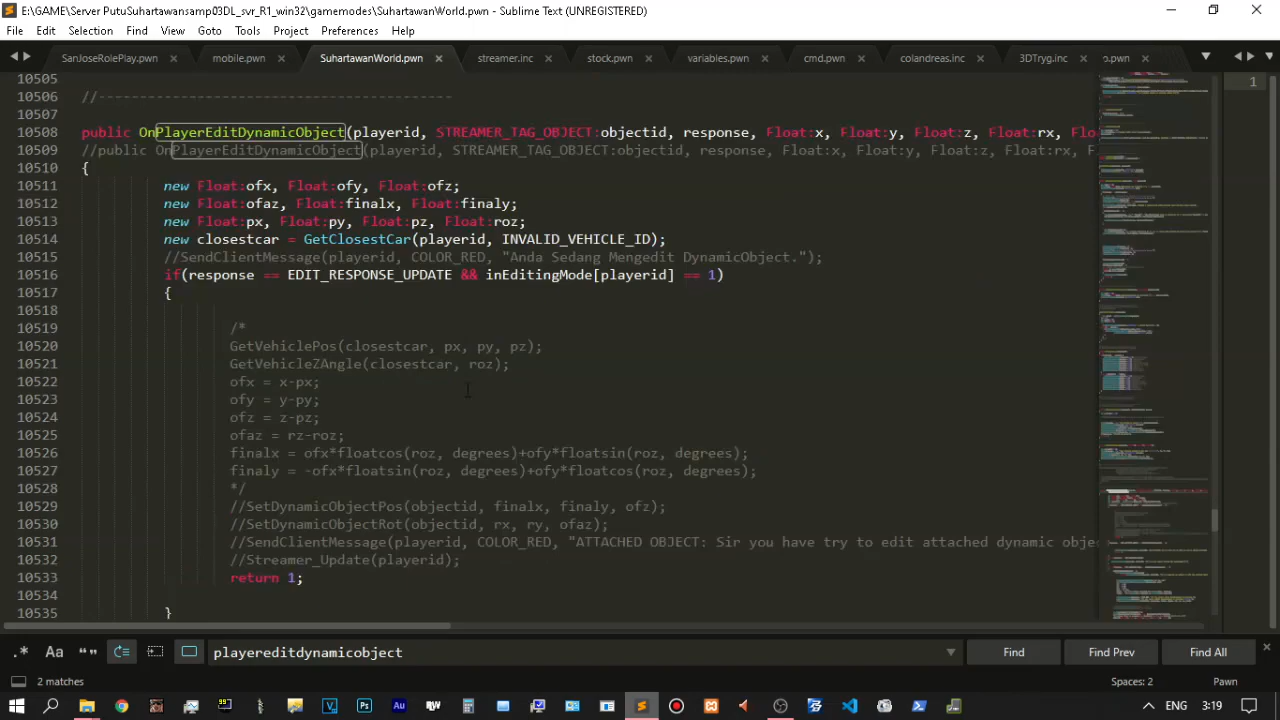 E:\GAME\Server PutuSuhartawansamp03DL_svr_R1_win32\gamemodes\SuhartawanWorld.pwn - Sublime Text (UNREGISTERED)
File Edit Selection Find View Goto Tools Project Preferences Help
SanJoseRolePlay.pwn × mobile.pwn × SuhartawanWorld.pwn × streamer.inc × stock.pwn × variables.pwn × cmd.pwn × colandreas.inc × 3DTryg.inc × o.pwn ×
10505
10506 //--------------------------------------------
10507
10508 public OnPlayerEditDynamicObject(playerid, STREAMER_TAG_OBJECT:objectid, response, Float:x, Float:y, Float:z, Float:rx, Flo
10509 //public OnPlayerEditDynamicObject(playerid, STREAMER_TAG_OBJECT:objectid, response, Float:x, Float:y, Float:z, Float:rx, F
10510 {
10511 new Float:ofx, Float:ofy, Float:ofz;
10512 new Float:ofaz, Float:finalx, Float:finaly;
10513 new Float:px, Float:py, Float:pz, Float:roz;
10514 new closestcar = GetClosestCar(playerid, INVALID_VEHICLE_ID);
10515 //SendClientMessage(playerid, COLOR_RED, "Anda Sedang Mengedit DynamicObject.");
10516 if(response == EDIT_RESPONSE_UPDATE && inEditingMode[playerid] == 1)
10517 {
10518
10519 /*
10520 GetVehiclePos(closestcar, px, py, pz);
10521 GetVehicleZAngle(closestcar, roz);
10522 ofx = x-px;
10523 ofy = y-py;
10524 ofz = z-pz;
10525 ofaz = rz-roz;
10526 finalx = ofx*floatcos(roz, degrees)+ofy*floatsin(roz, degrees);
10527 finaly = -ofx*floatsin(roz, degrees)+ofy*floatcos(roz, degrees);
10528 */
10529 //SetDynamicObjectPos(objectid, finalx, finaly, ofz);
10530 //SetDynamicObjectRot(objectid, rx, ry, ofaz);
10531 //SendClientMessage(playerid, COLOR_RED, "ATTACHED OBJECT: Sir you have try to edit attached dynamic objec
10532 //Streamer_Update(playerid);
10533 return 1;
10534
10535 }
1
.* Aa playereditdynamicobject Find Find Prev Find All
2 matches Spaces: 2 Pawn
ENG 3:19